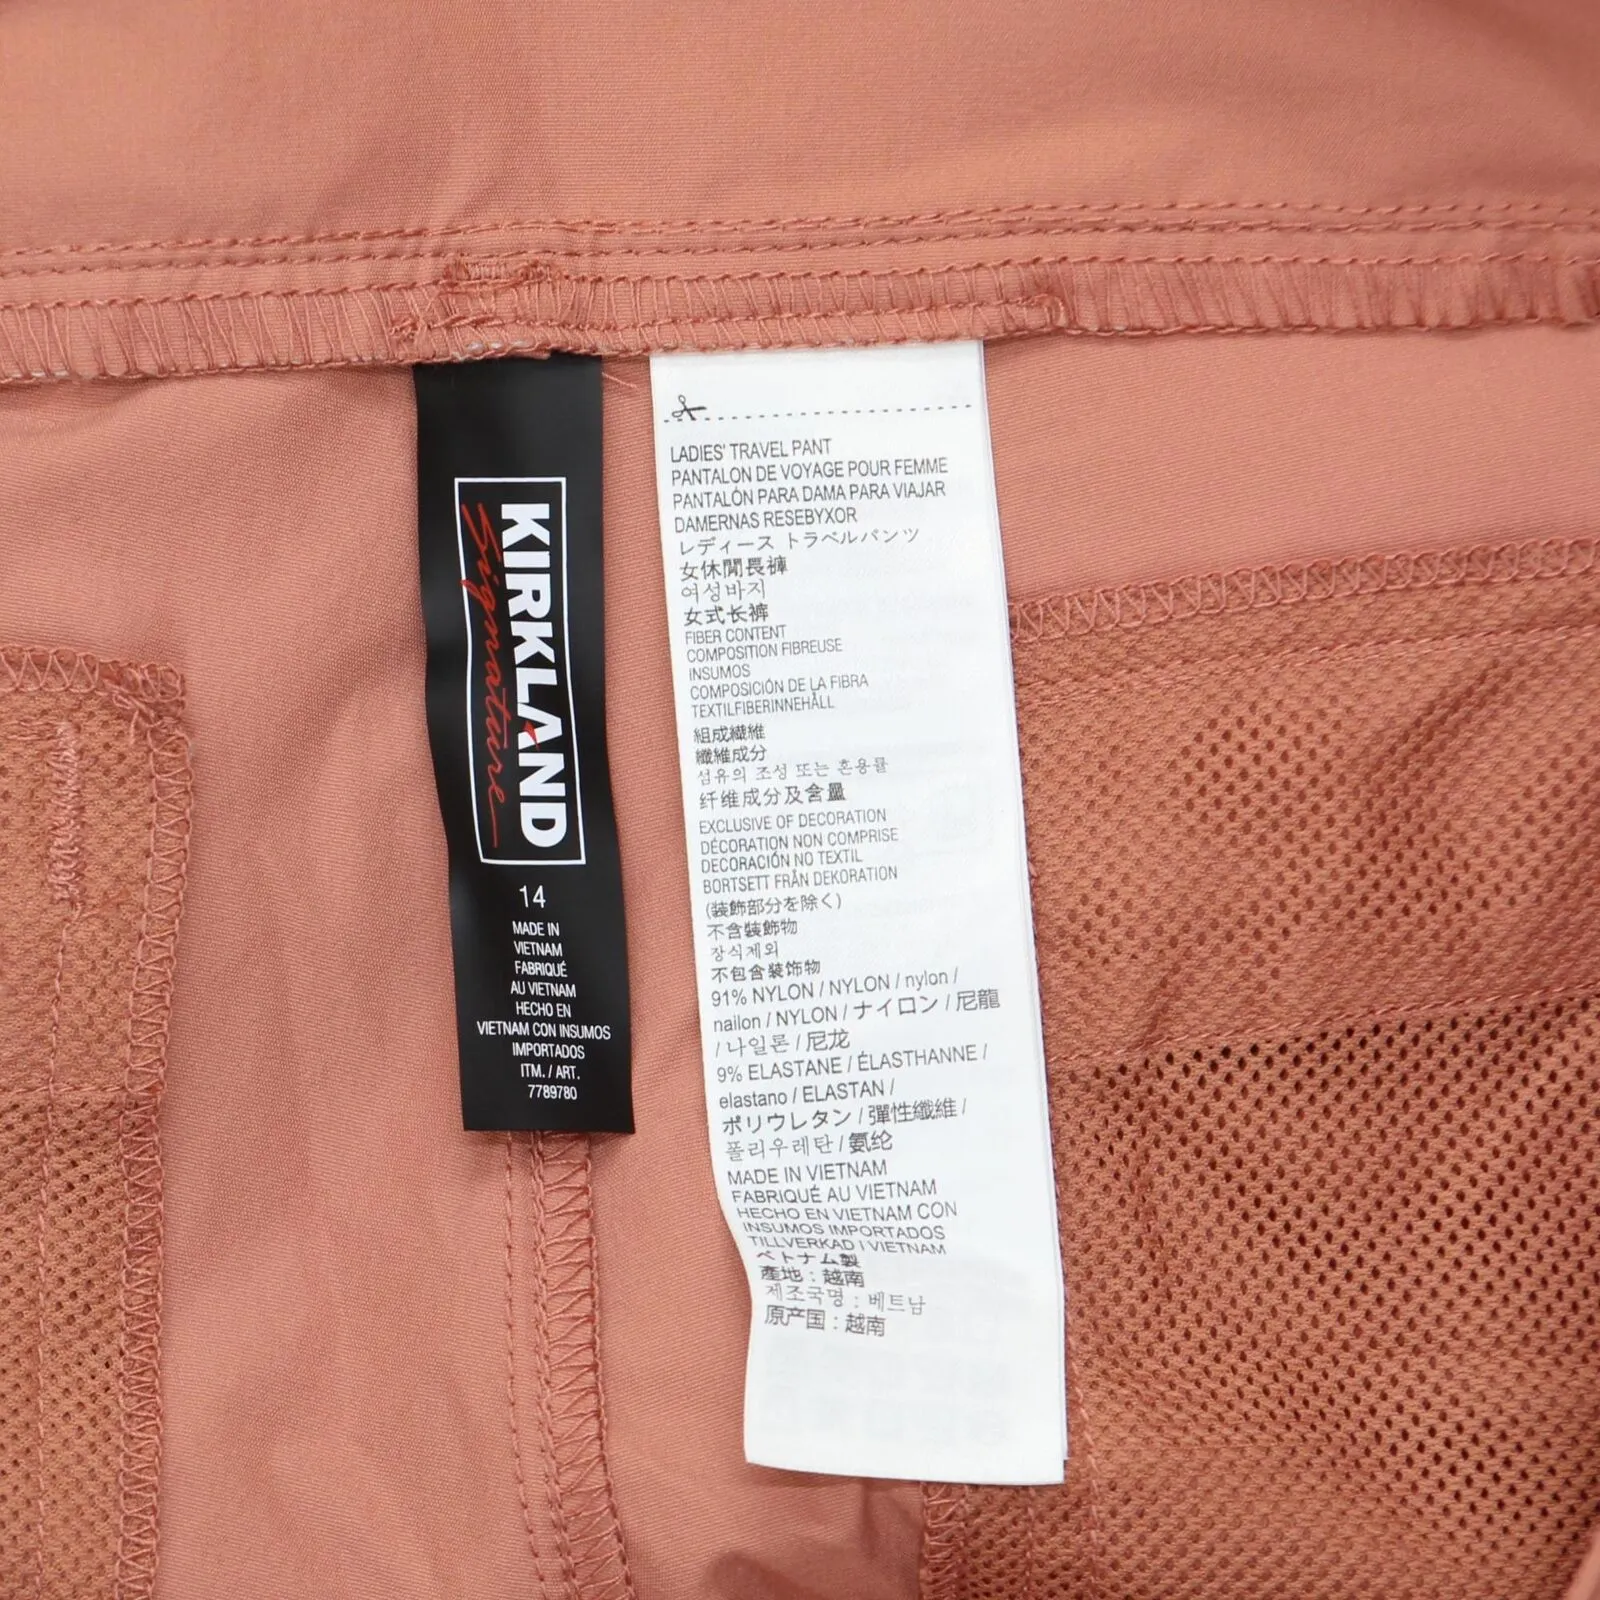 KIRKLAND
Signature
14
MADE IN
VIETNAM
FABRIQUÉ
AU VIETNAM
HECHO EN
VIETNAM CON INSUMOS
IMPORTADOS
ITM. / ART.
7789780
LADIES' TRAVEL PANT
PANTALON DE VOYAGE POUR FEMME
PANTALÓN PARA DAMA PARA VIAJAR
DAMERNAS RESEBYXOR
レディース トラベルパンツ
女休閒長褲
여성바지
女式长裤
FIBER CONTENT
COMPOSITION FIBREUSE
INSUMOS
COMPOSICIÓN DE LA FIBRA
TEXTILFIBERINNEHÅLL
組成繊維
纖維成分
섬유의 조성 또는 혼용률
纤维成分及含量
EXCLUSIVE OF DECORATION
DÉCORATION NON COMPRISE
DECORACIÓN NO TEXTIL
BORTSETT FRÅN DEKORATION
(装飾部分を除く)
不含裝飾物
장식제외
不包含装饰物
91% NYLON / NYLON / nylon /
nailon / NYLON / ナイロン / 尼龍
/ 나일론 / 尼龙
9% ELASTANE / ÉLASTHANNE /
elastano / ELASTAN /
ポリウレタン / 彈性纖維 /
폴리우레탄 / 氨纶
MADE IN VIETNAM
FABRIQUÉ AU VIETNAM
HECHO EN VIETNAM CON
INSUMOS IMPORTADOS
TILLVERKAD I VIETNAM
ベトナム製
產地 : 越南
제조국명 : 베트남
原产国 : 越南